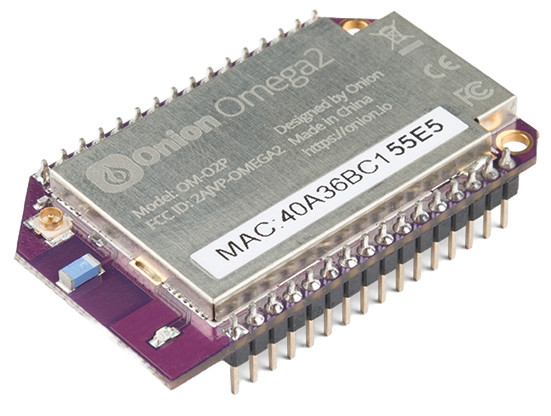 Onion Omega2
Model: OM-O2P
FCC ID: 2AJVP-OMEGA2
Designed by Onion
Made in China
https://onion.io
CE
FC
MAC:40A36BC155E5